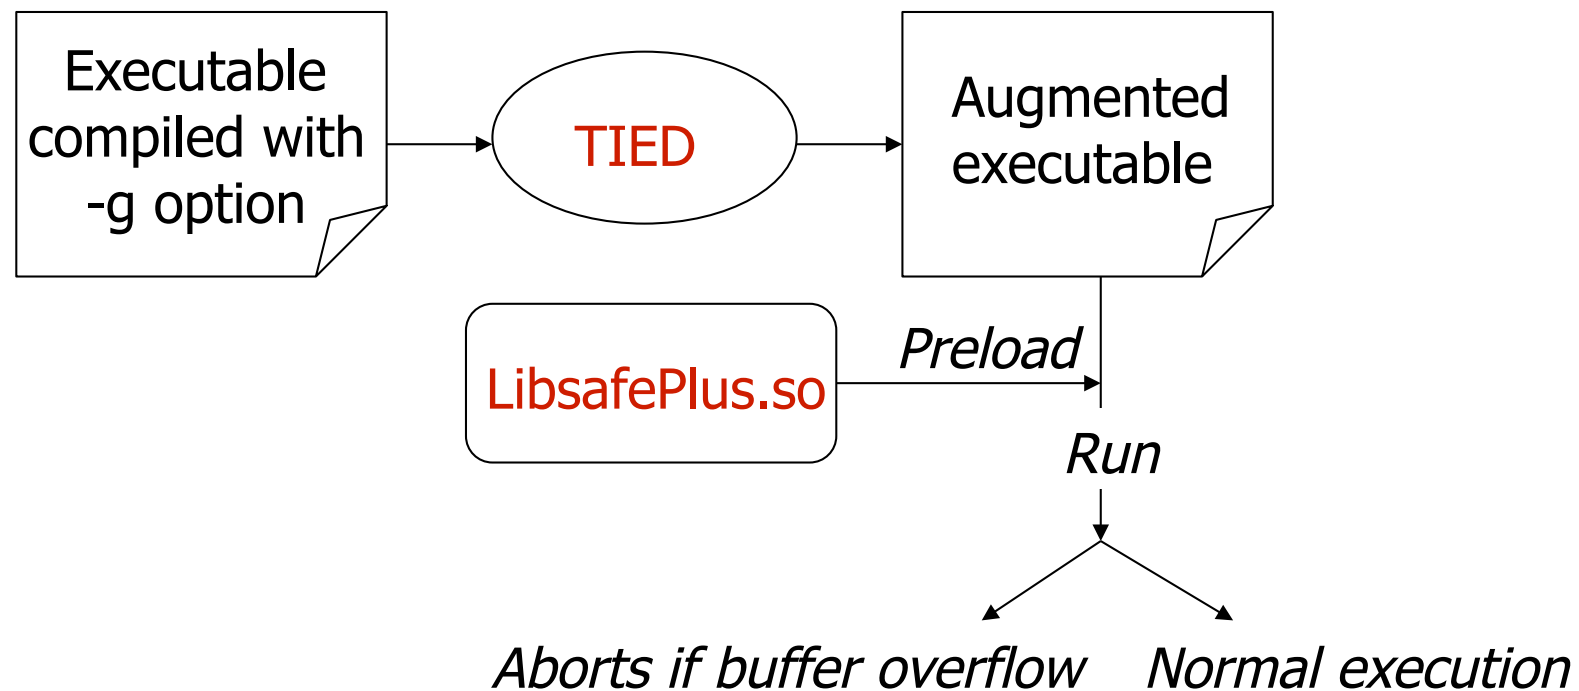 Executable
compiled with
-g option
TIED
Augmented
executable
LibsafePlus.so
Preload
Run
Aborts if buffer overflow
Normal execution